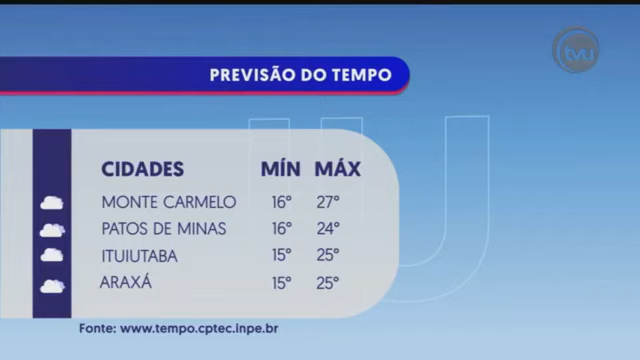 tvu
PREVISÃO DO TEMPO
CIDADES MÍN MÁX
MONTE CARMELO 16° 27°
PATOS DE MINAS 16° 24°
ITUIUTABA 15° 25°
ARAXÁ 15° 25°
Fonte: www.tempo.cptec.inpe.br